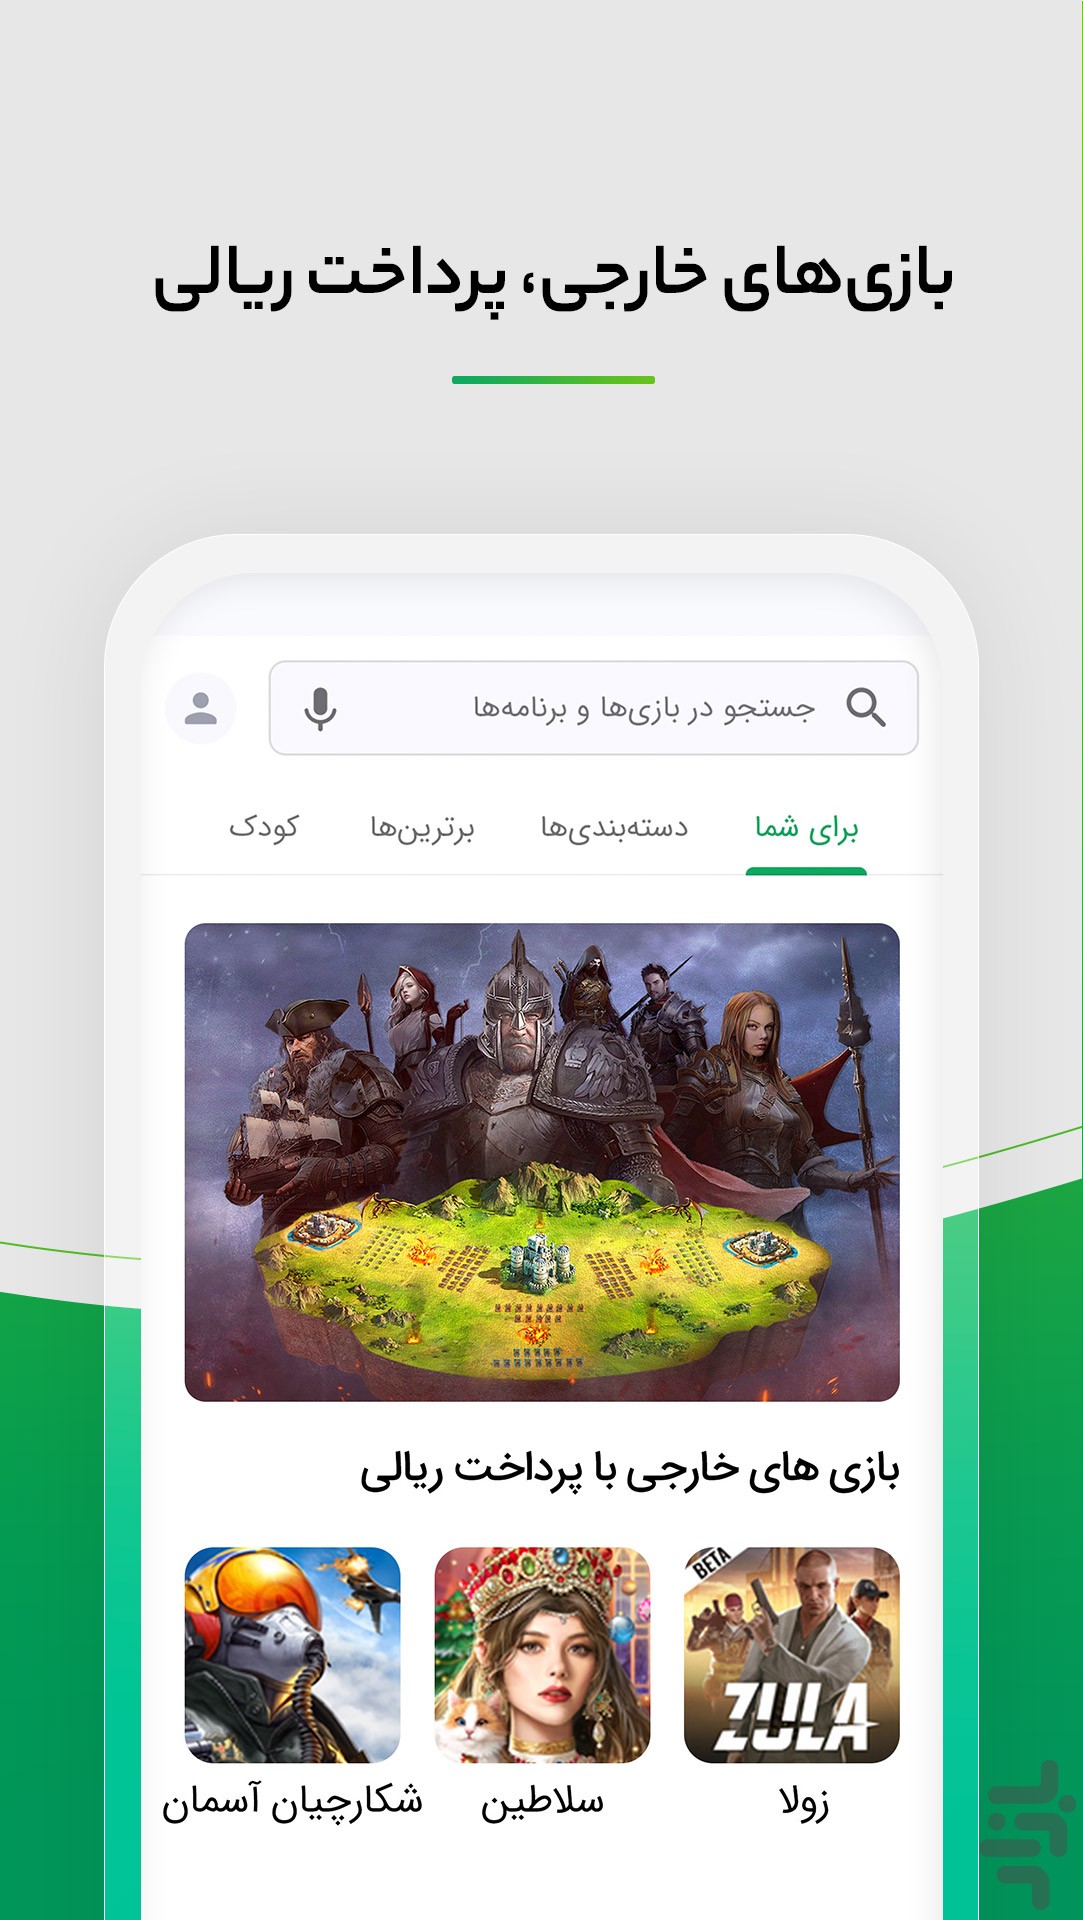 بازی‌های خارجی، پرداخت ریالی
جستجو در بازی‌ها و برنامه‌ها
برای شما
دسته‌بندی‌ها
برترین‌ها
کودک
بازی های خارجی با پرداخت ریالی
BETA
ZULA
زولا
سلاطین
شکارچیان آسمان
بازار